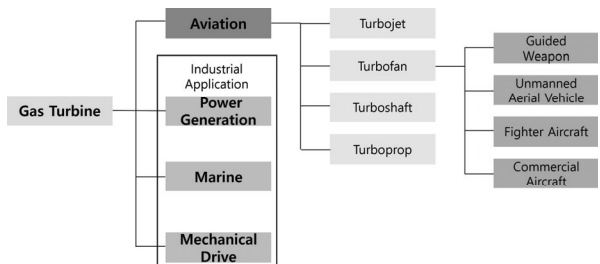 Gas Turbine
Aviation
Industrial
Application
Power
Generation
Marine
Mechanical
Drive
Turbojet
Turbofan
Turboshaft
Turboprop
Guided
Weapon
Unmanned
Aerial Vehicle
Fighter Aircraft
Commercial
Aircraft